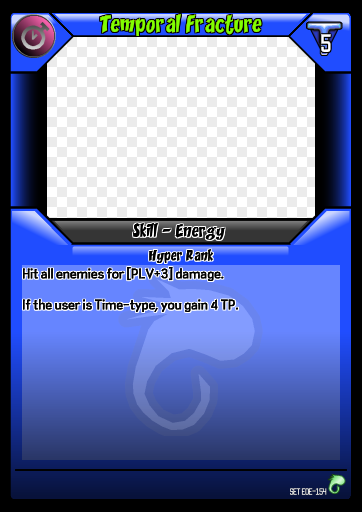 Temporal Fracture
5
Skill - Energy
Hyper Rank
Hit all enemies for [PLV+3] damage.
If the user is Time-type, you gain 4 TP.
SET EOE-154